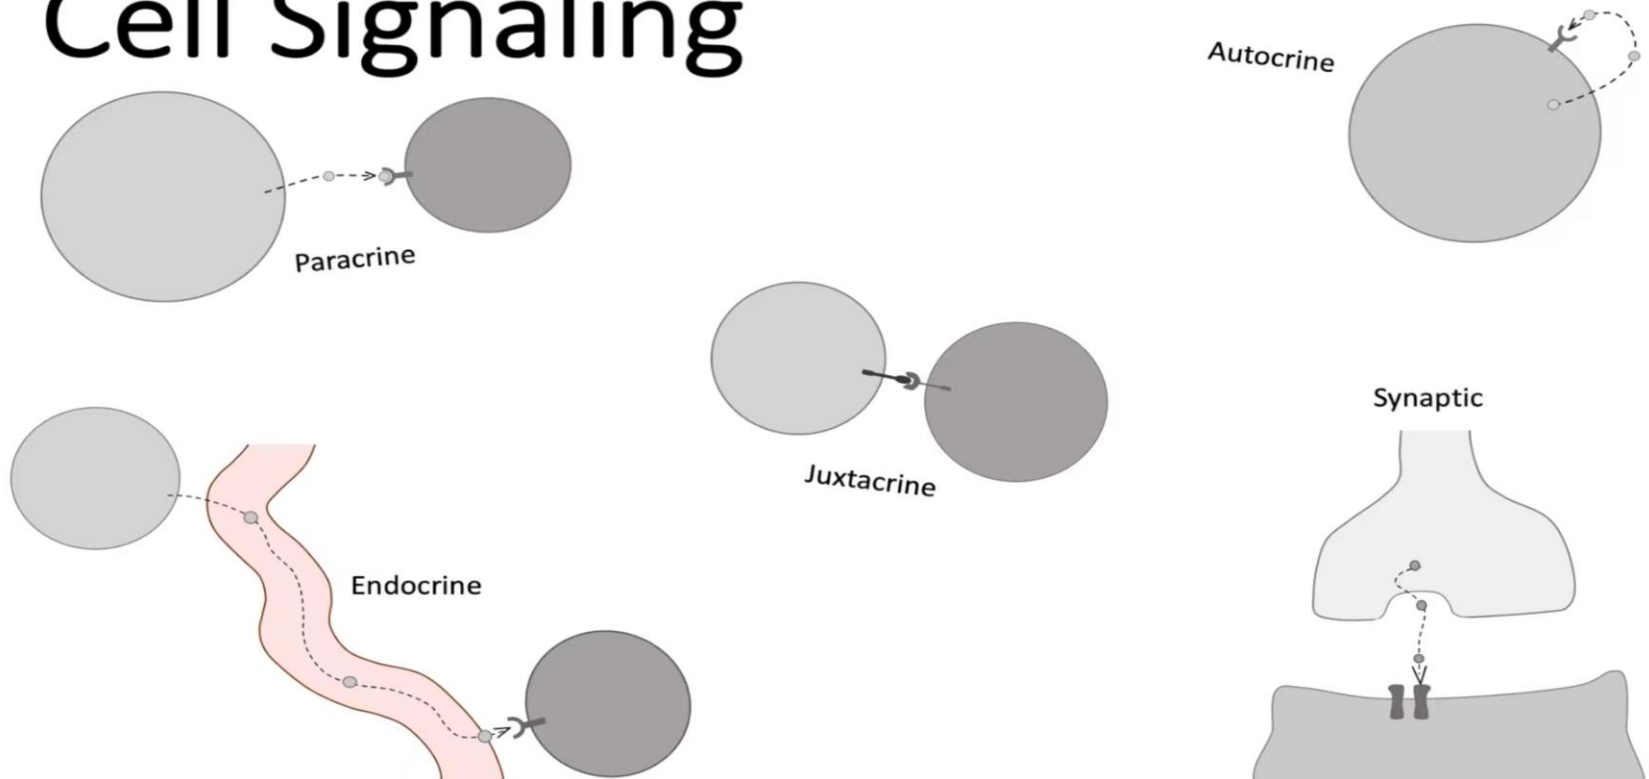 Cell Signaling
Autocrine
Paracrine
Synaptic
Juxtacrine
Endocrine